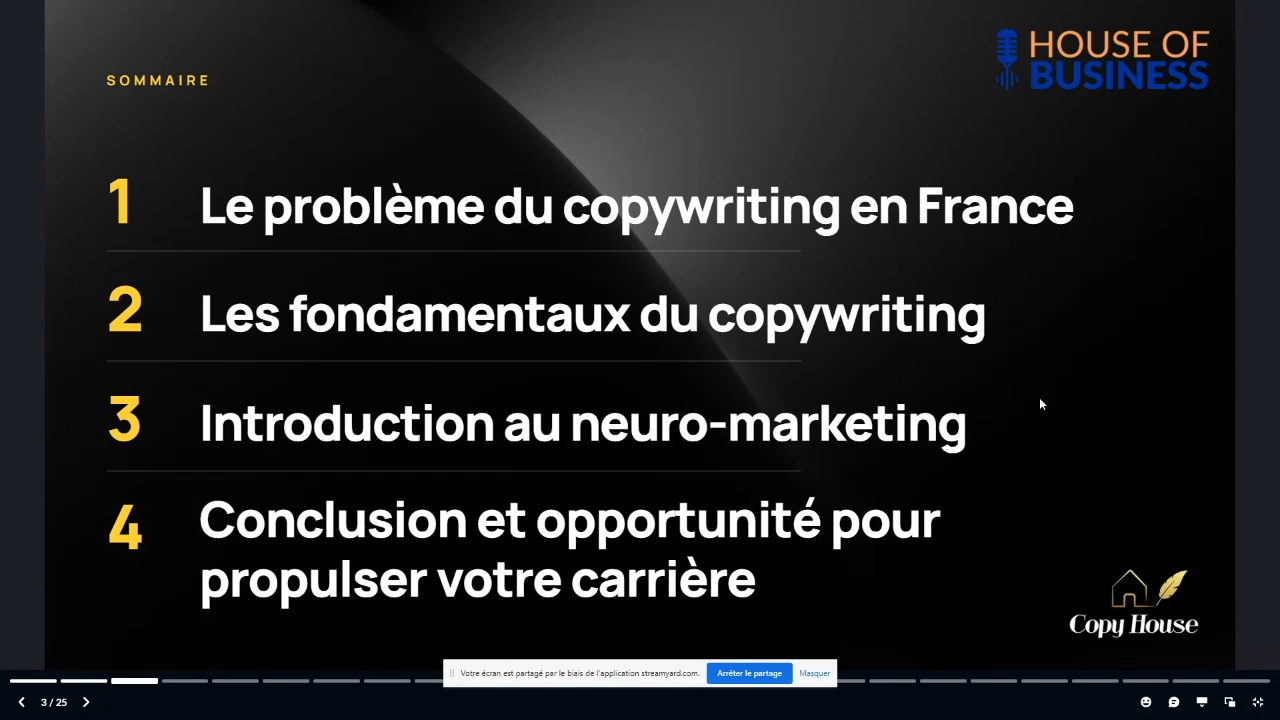 HOUSE OF
BUSINESS
SOMMAIRE
1 Le problème du copywriting en France
2 Les fondamentaux du copywriting
3 Introduction au neuro-marketing
4 Conclusion et opportunité pour
propulser votre carrière
Copy House
Votre écran est partagé par le biais de l'application streamyard.com. Arrêter le partage Masquer
3 / 25